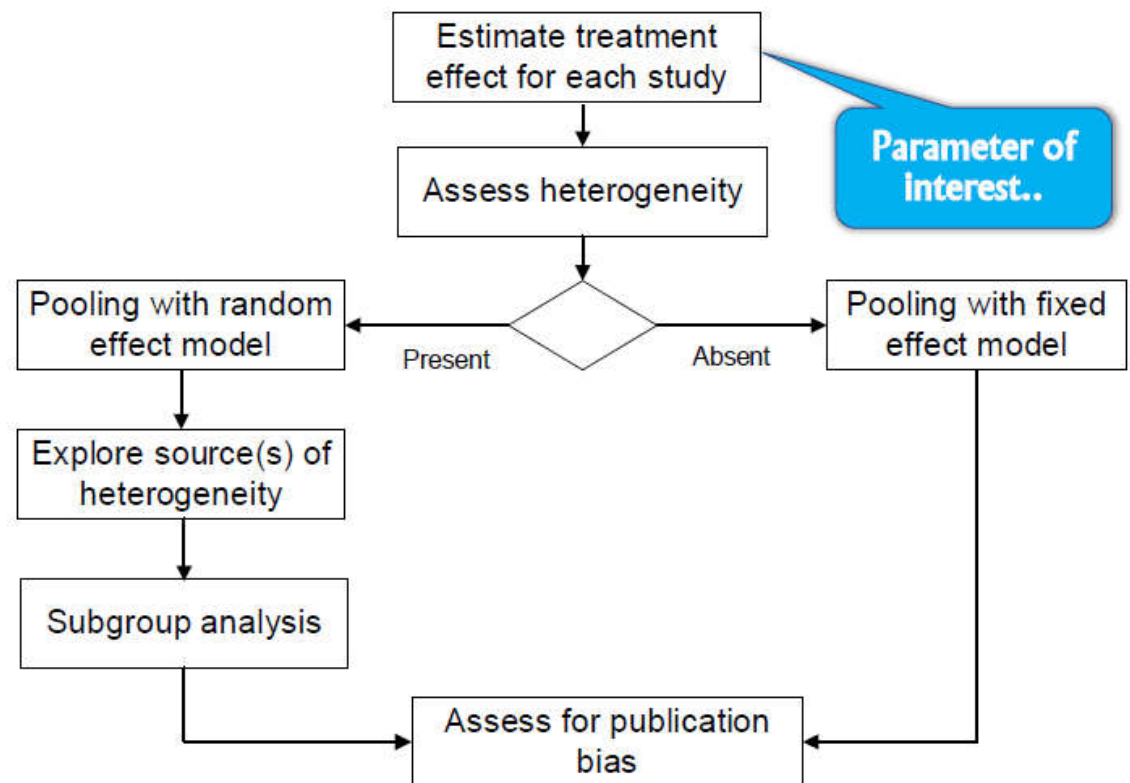 Estimate treatment
effect for each study
Parameter of
interest..
Assess heterogeneity
Pooling with random
effect model
Present
Absent
Pooling with fixed
effect model
Explore source(s) of
heterogeneity
Subgroup analysis
Assess for publication
bias